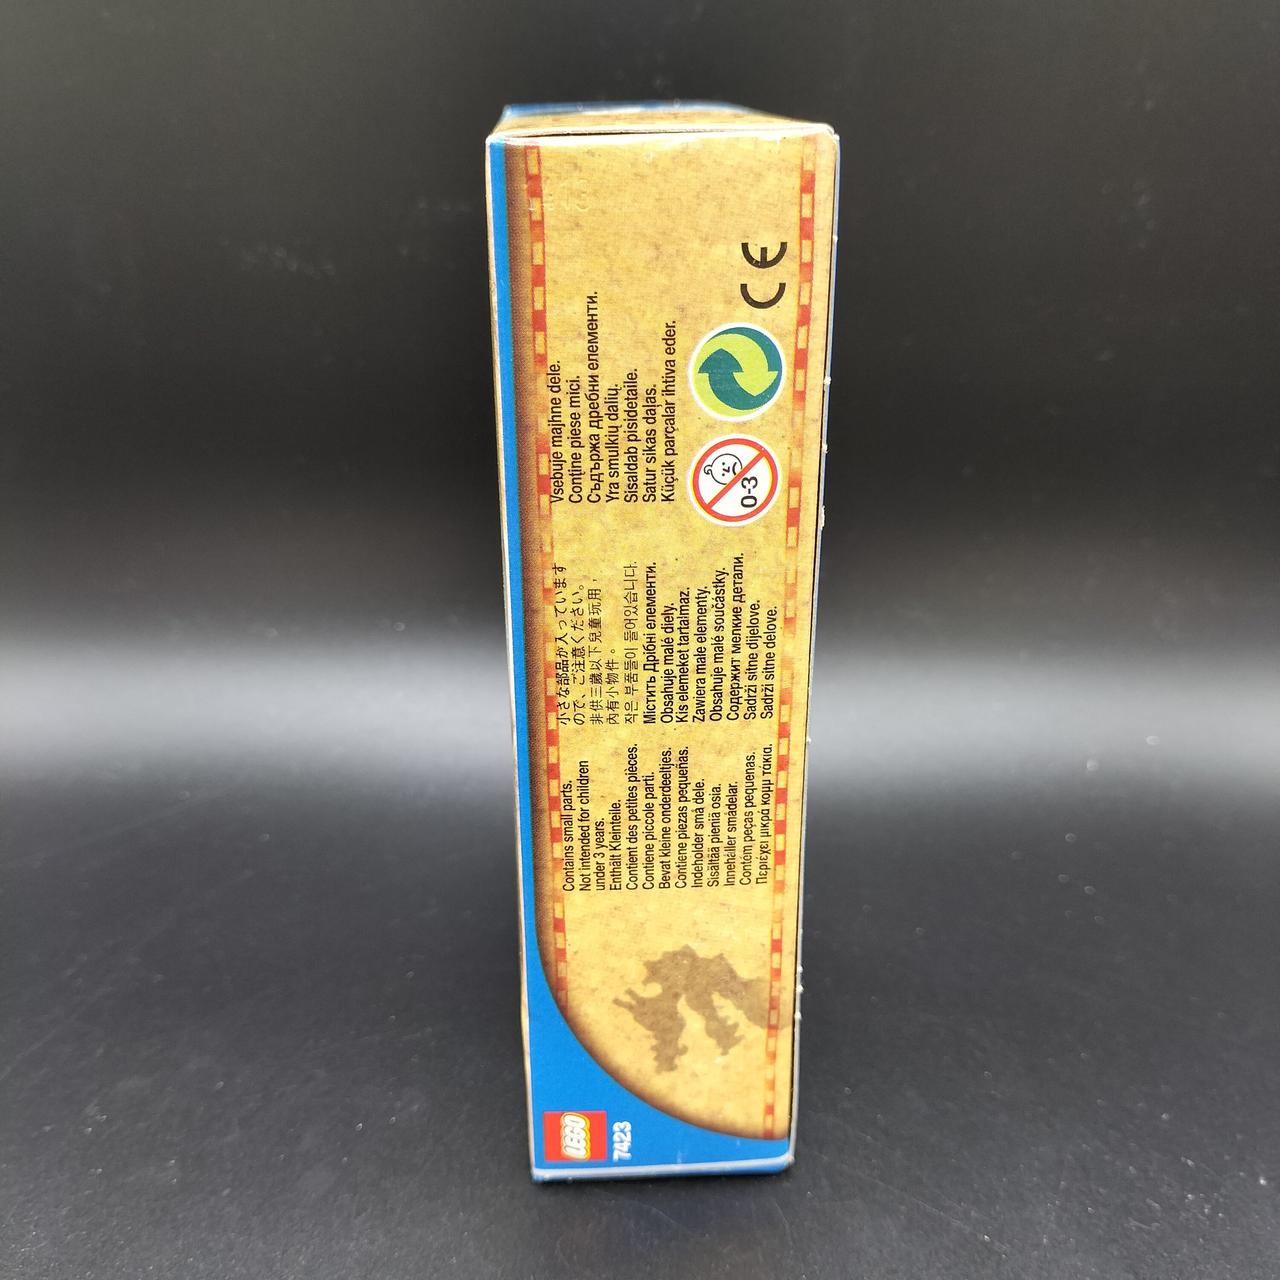 LEGO
7423
Contains small parts.
Not intended for children
under 3 years.
Enthält Kleinteile.
Contient des petites pièces.
Contiene piccole parti.
Bevat kleine onderdeeltjes.
Contiene piezas pequeñas.
Indeholder små dele.
Sisältää pieniä osia.
Innehåller smådelar.
Contém peças pequenas.
Περιέχει μικρά κομμ τάκια.
小さな部品が入っています
ので、ご注意ください。
非供三歲以下兒童玩用，
內有小物件。
작은 부품들이 들어있습니다.
Містить Дрібні елементи.
Obsahuje malé diely.
Kis elemeket tartalmaz.
Zawiera małe elementy.
Obsahuje malé součástky.
Содержит мелкие детали.
Sadrži sitne dijelove.
Sadrži sitne delove.
Vsebuje majhne dele.
Conține piese mici.
Съдържа дребни елементи.
Yra smulkių dalių.
Sisaldab pisidetaile.
Satur sīkas daļas.
Küçük parçalar ihtiva eder.
0-3
CE